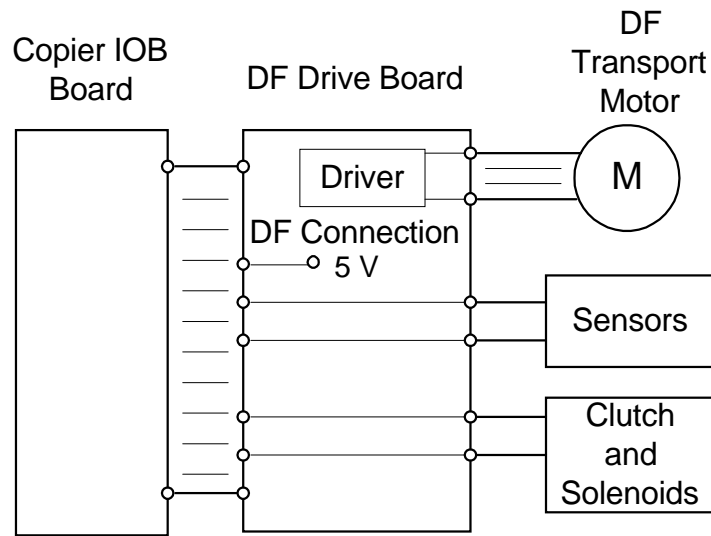 Copier IOB
Board
DF Drive Board
DF
Transport
Motor
Driver
M
DF Connection
5 V
Sensors
Clutch
and
Solenoids